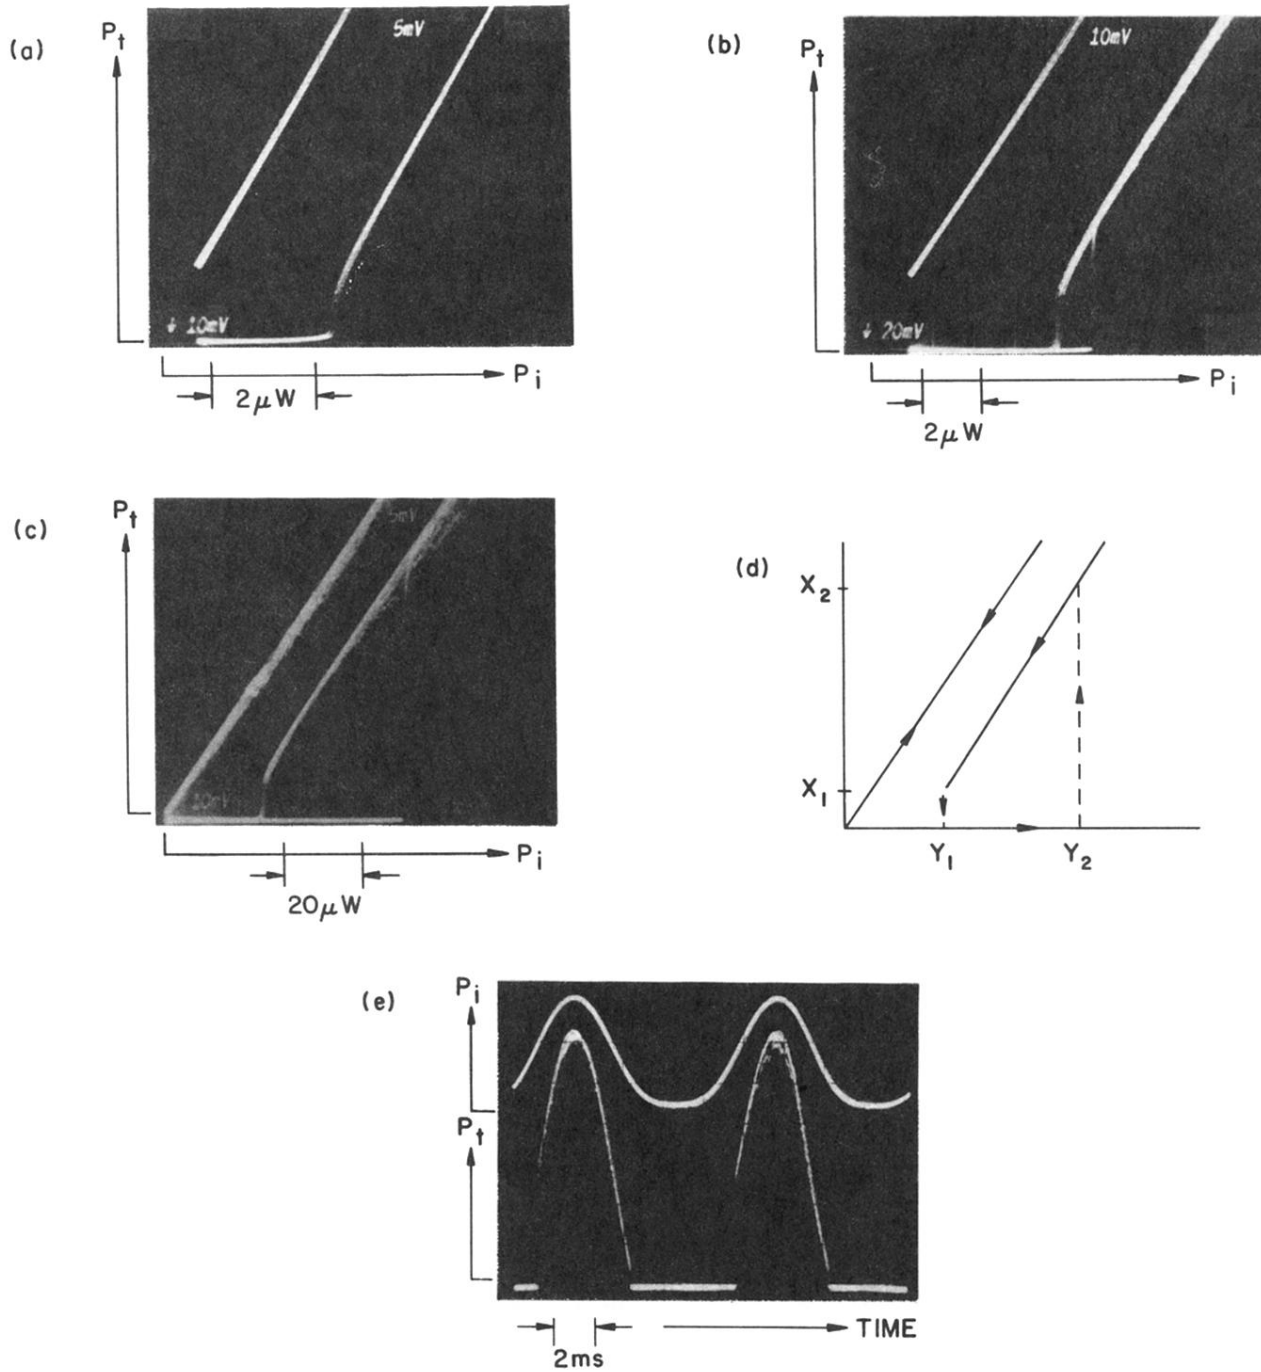 (a)
Pt
5mV
↓ 10mV
Pi
2μW
(b)
Pt
10mV
↓ 20mV
Pi
2μW
(c)
Pt
5mV
10mV
Pi
20μW
(d)
X2
X1
Y1
Y2
(e)
Pi
Pt
TIME
2ms